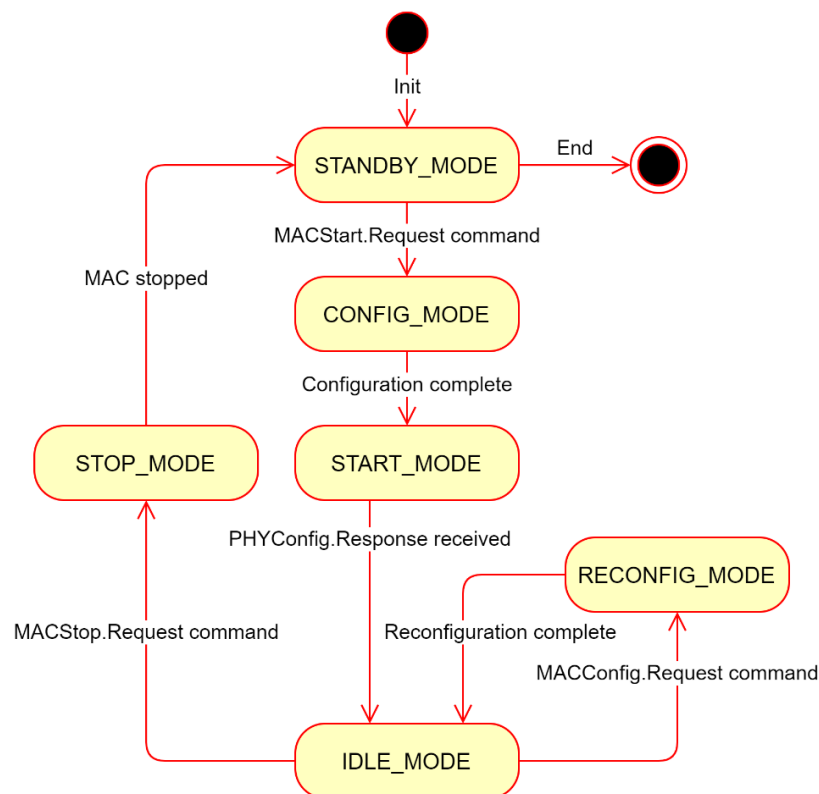 Init
STANDBY_MODE
End
MACStart.Request command
MAC stopped
CONFIG_MODE
Configuration complete
STOP_MODE
START_MODE
PHYConfig.Response received
RECONFIG_MODE
MACStop.Request command
Reconfiguration complete
MACConfig.Request command
IDLE_MODE